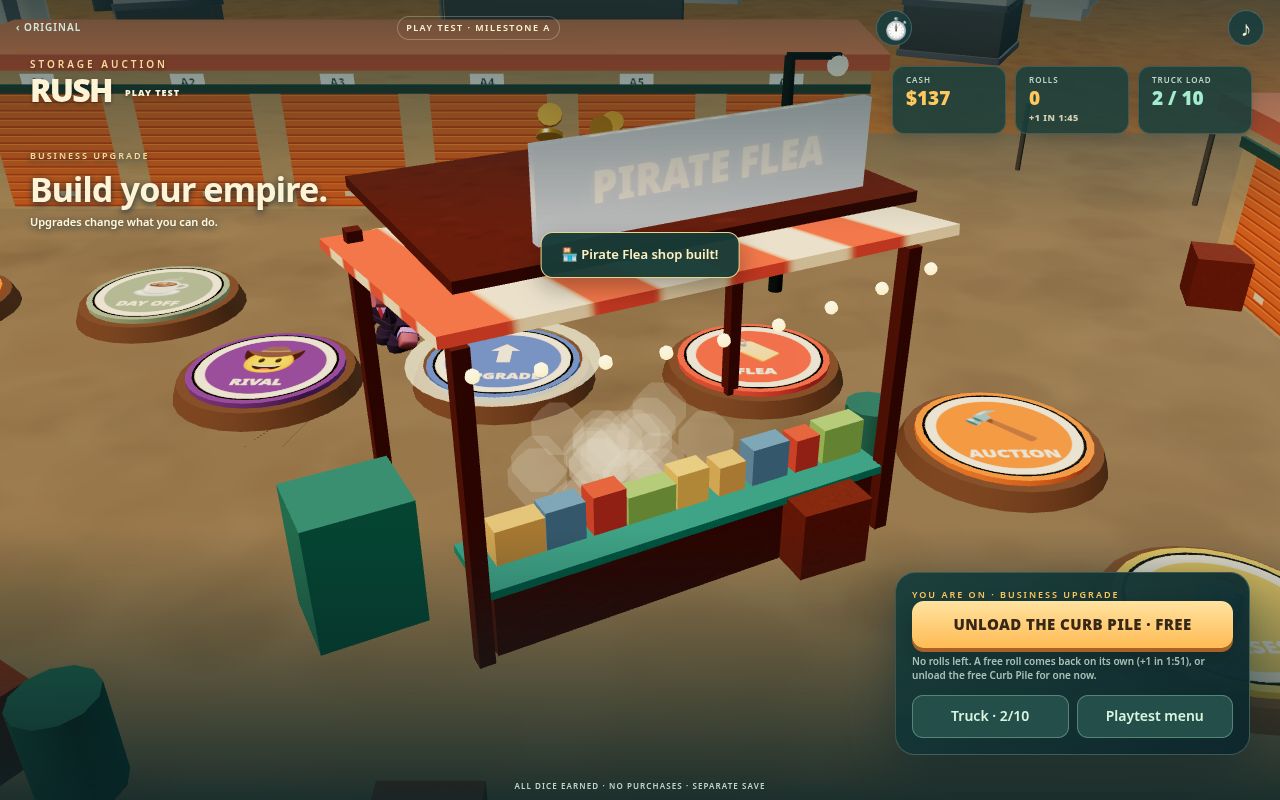 ‹ ORIGINAL
PLAY TEST · MILESTONE A
STORAGE AUCTION
RUSH PLAY TEST
CASH
$137
ROLLS
0
+1 IN 1:45
TRUCK LOAD
2 / 10
A2
A3
A4
A5
BUSINESS UPGRADE
Build your empire.
Upgrades change what you can do.
PIRATE FLEA
Pirate Flea shop built!
DAY OFF
RIVAL
FLEA
AUCTION
YOU ARE ON · BUSINESS UPGRADE
UNLOAD THE CURB PILE · FREE
No rolls left. A free roll comes back on its own (+1 in 1:51), or
unload the free Curb Pile for one now.
Truck · 2/10
Playtest menu
ALL DICE EARNED · NO PURCHASES · SEPARATE SAVE